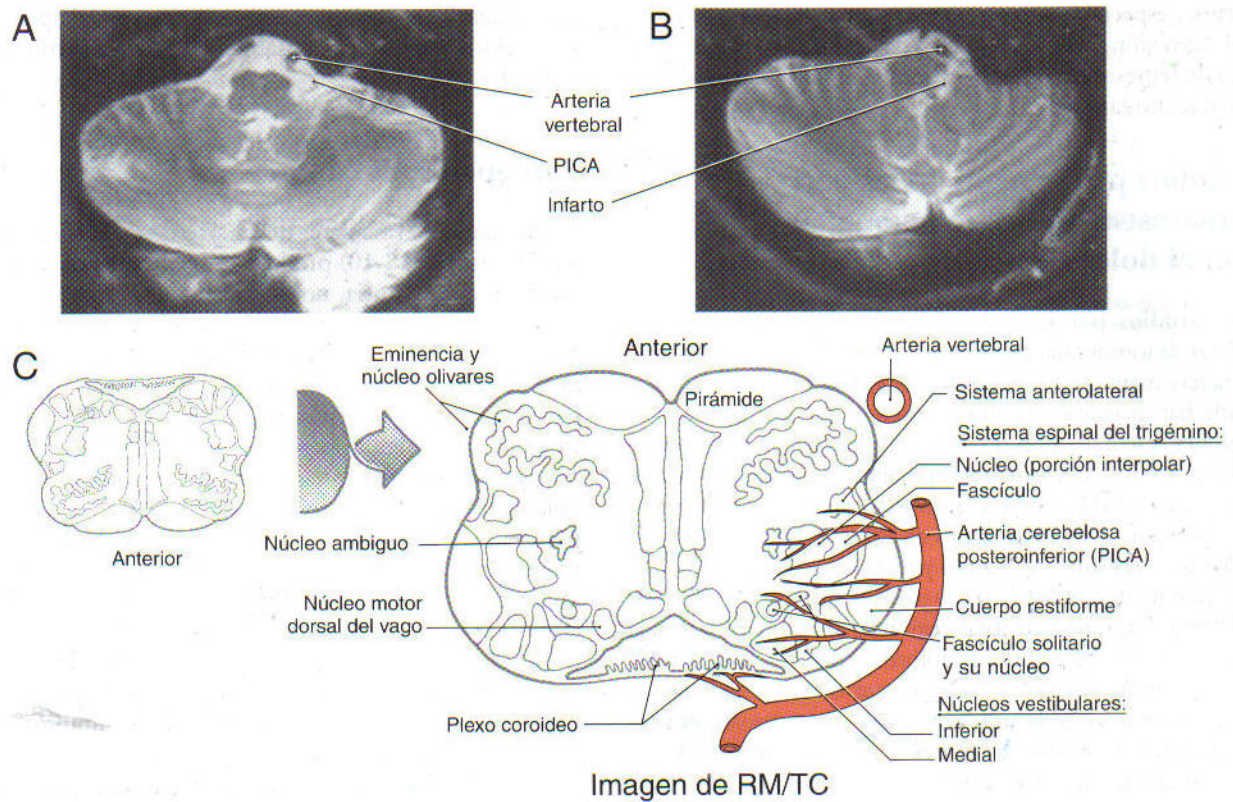 A
B
Arteria
vertebral
PICA
Infarto
C
Anterior
Eminencia y
núcleo olivares
Anterior
Pirámide
Arteria vertebral
Sistema anterolateral
Sistema espinal del trigémino:
Núcleo (porción interpolar)
Fascículo
Arteria cerebelosa
posteroinferior (PICA)
Núcleo ambiguo
Núcleo motor
dorsal del vago
Cuerpo restiforme
Fascículo solitario
y su núcleo
Plexo coroideo
Núcleos vestibulares:
Inferior
Medial
Imagen de RM/TC